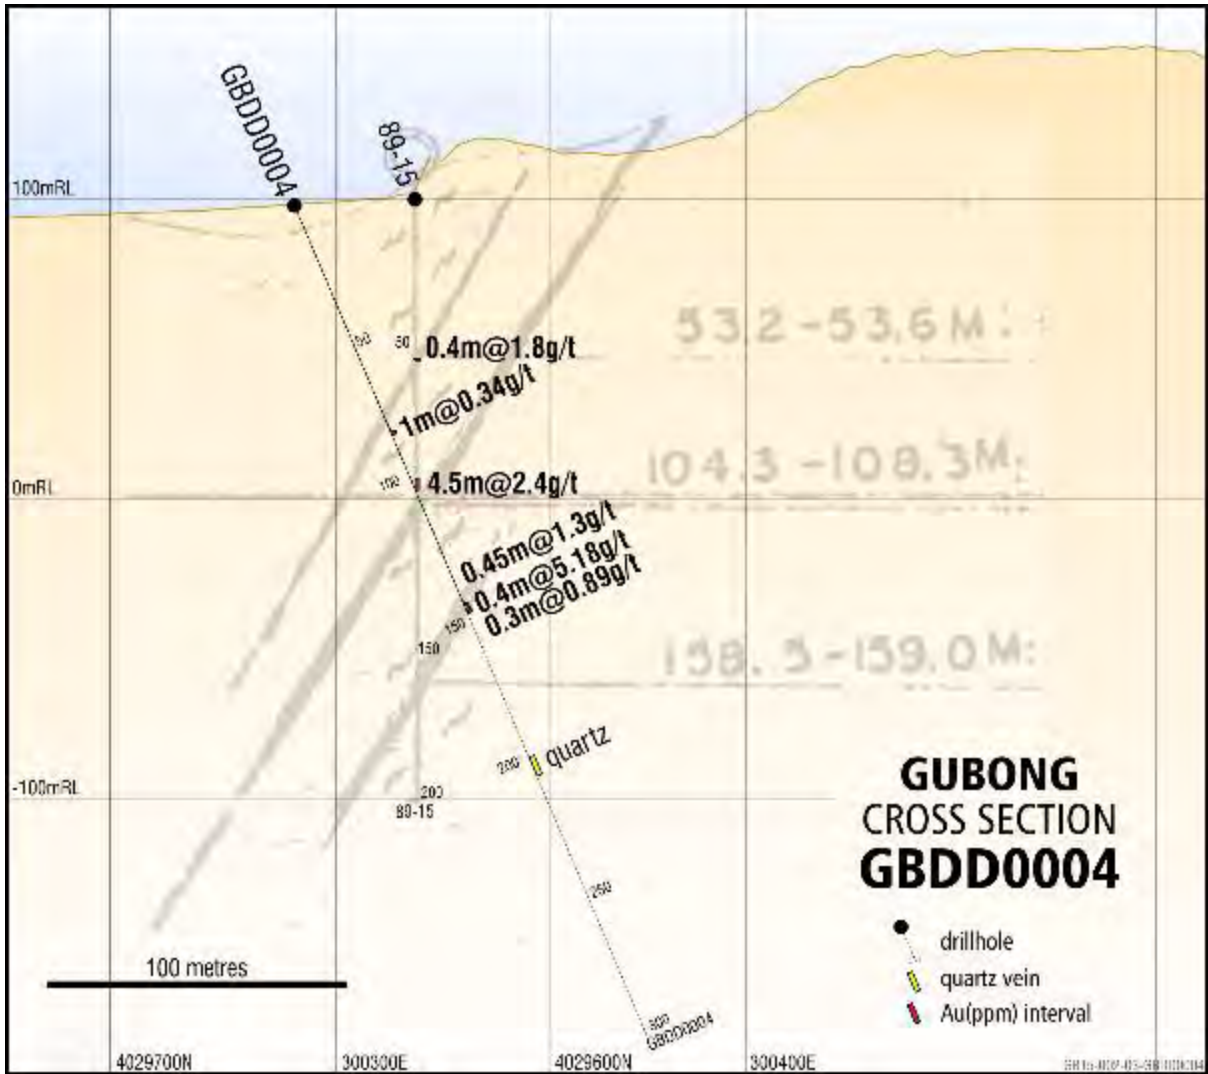 GBDD0004
89-15
100mRL
53.2-53.6M:
50
50
0.4m@1.8g/t
1m@0.34g/t
104.3-108.3M:
0mRL
100
4.5m@2.4g/t
0.45m@1.3g/t
0.4m@5.18g/t
0.3m@0.89g/t
150
150
158.5-159.0M:
200
quartz
-100mRL
200
89-15
GUBONG
CROSS SECTION
GBDD0004
250
drillhole
quartz vein
Au(ppm) interval
100 metres
300
GBDD0004
4029700N
300300E
4029600N
300400E